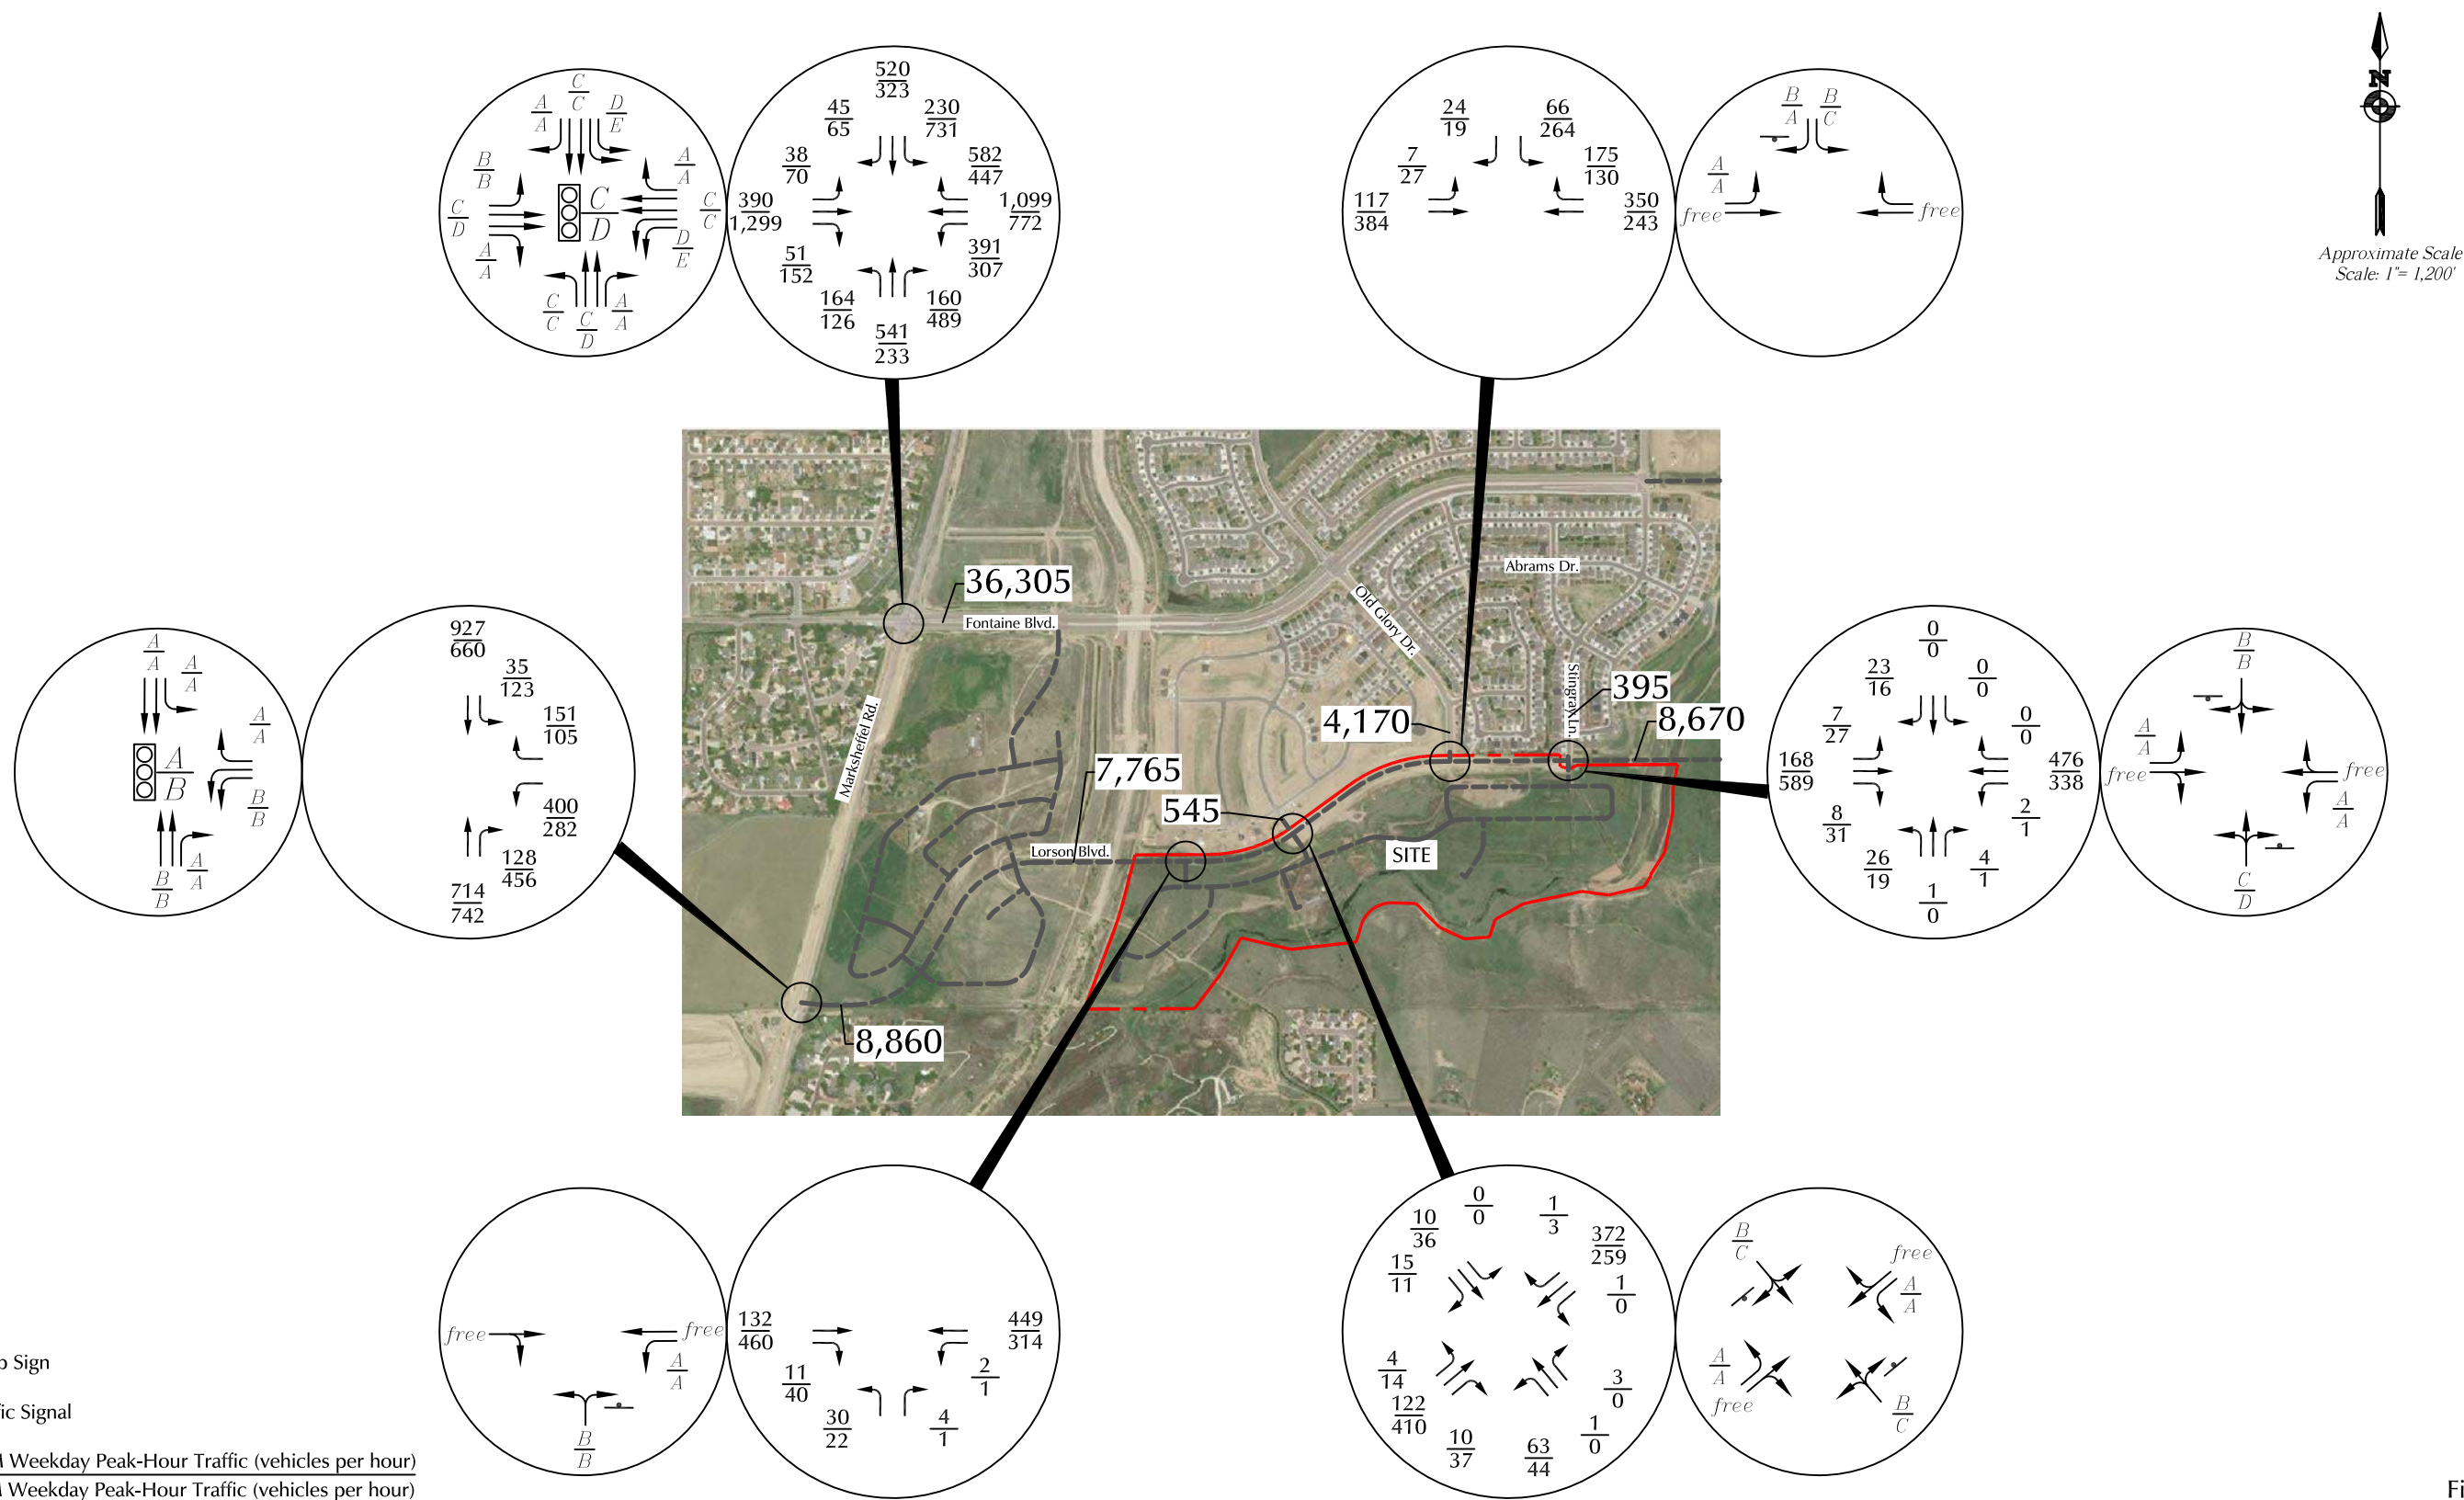 520
323
45
65
230
731
38
70
582
447
390
1,299
1,099
772
51
152
391
307
164
126
160
489
541
233
C
C
A
A
D
E
B
B
A
A
C
D
C
D
C
C
A
A
D
E
C
C
C
D
A
A
24
19
66
264
7
27
175
130
117
384
350
243
B
A
B
C
A
A
free
free
N
Approximate Scale
Scale: 1"= 1,200'
36,305
Fontaine Blvd.
Abrams Dr.
Old Glory Dr.
Stingray Ln.
395
8,670
4,170
Marksheffel Rd.
7,765
545
Lorson Blvd.
SITE
8,860
A
A
A
A
A
A
A
B
B
B
B
B
A
A
927
660
35
123
151
105
400
282
128
456
714
742
0
0
23
16
0
0
7
27
0
0
168
589
476
338
8
31
2
1
26
19
4
1
1
0
B
B
A
A
free
free
A
A
C
D
free
free
A
A
B
B
132
460
449
314
11
40
2
1
30
22
4
1
0
0
10
36
1
3
372
259
15
11
1
0
4
14
122
410
10
37
63
44
1
0
3
0
B
C
free
A
A
A
A
free
B
C
Sign
ic Signal
Weekday Peak-Hour Traffic (vehicles per hour)
Weekday Peak-Hour Traffic (vehicles per hour)
Fi